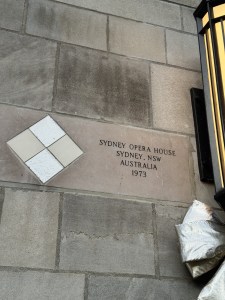 SYDNEY OPERA HOUSE
SYDNEY, NSW
AUSTRALIA
1973